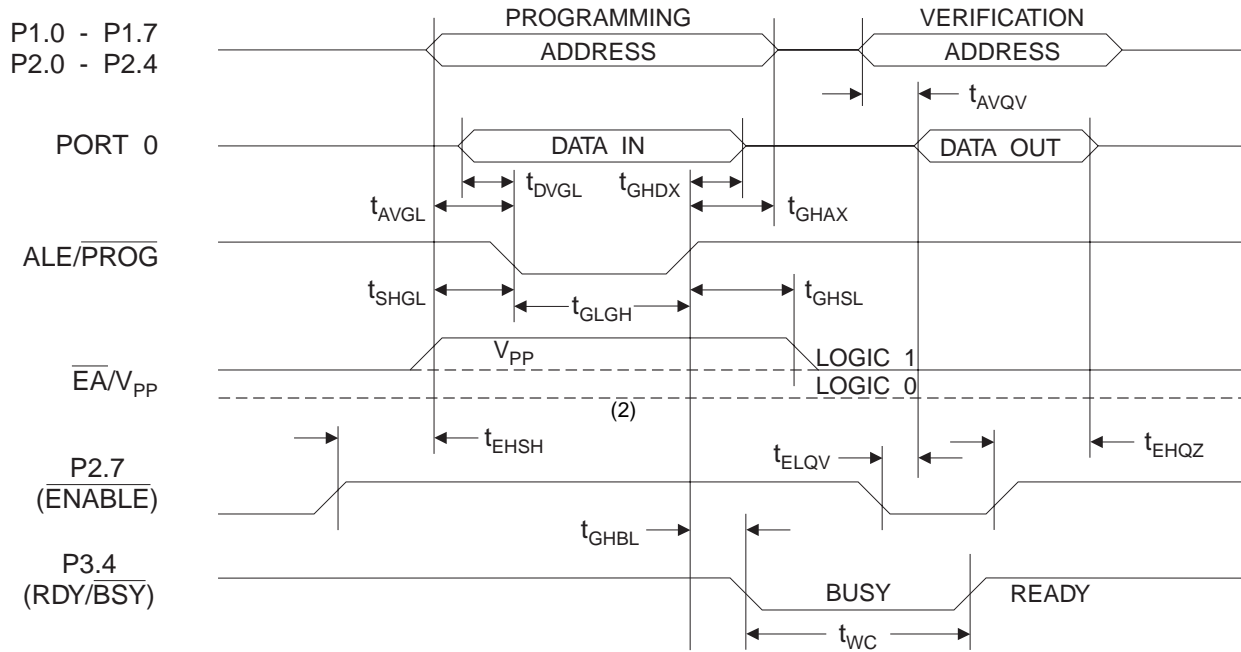 PROGRAMMING
VERIFICATION
P1.0 - P1.7
P2.0 - P2.4
ADDRESS
ADDRESS
tAVQV
PORT 0
DATA IN
DATA OUT
tDVGL
tGHDX
tAVGL
tGHAX
ALE/PROG
tSHGL
tGLGH
tGHSL
EA/VPP
VPP
LOGIC 1
LOGIC 0
(2)
tEHSH
tELQV
tEHQZ
P2.7
(ENABLE)
tGHBL
P3.4
(RDY/BSY)
BUSY
READY
tWC